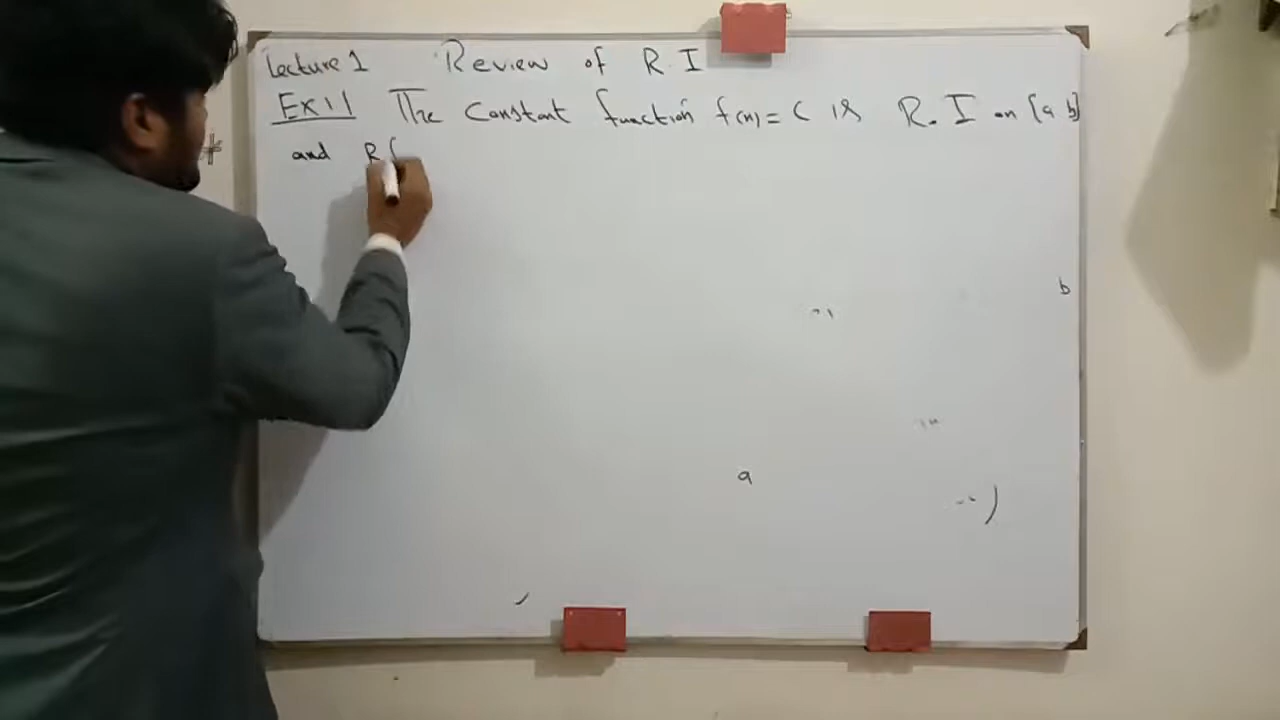 Lecture 1 Review of R.I
Ex 1 The constant function f(x) = C is R.I on [a b]
and R∫
b
a